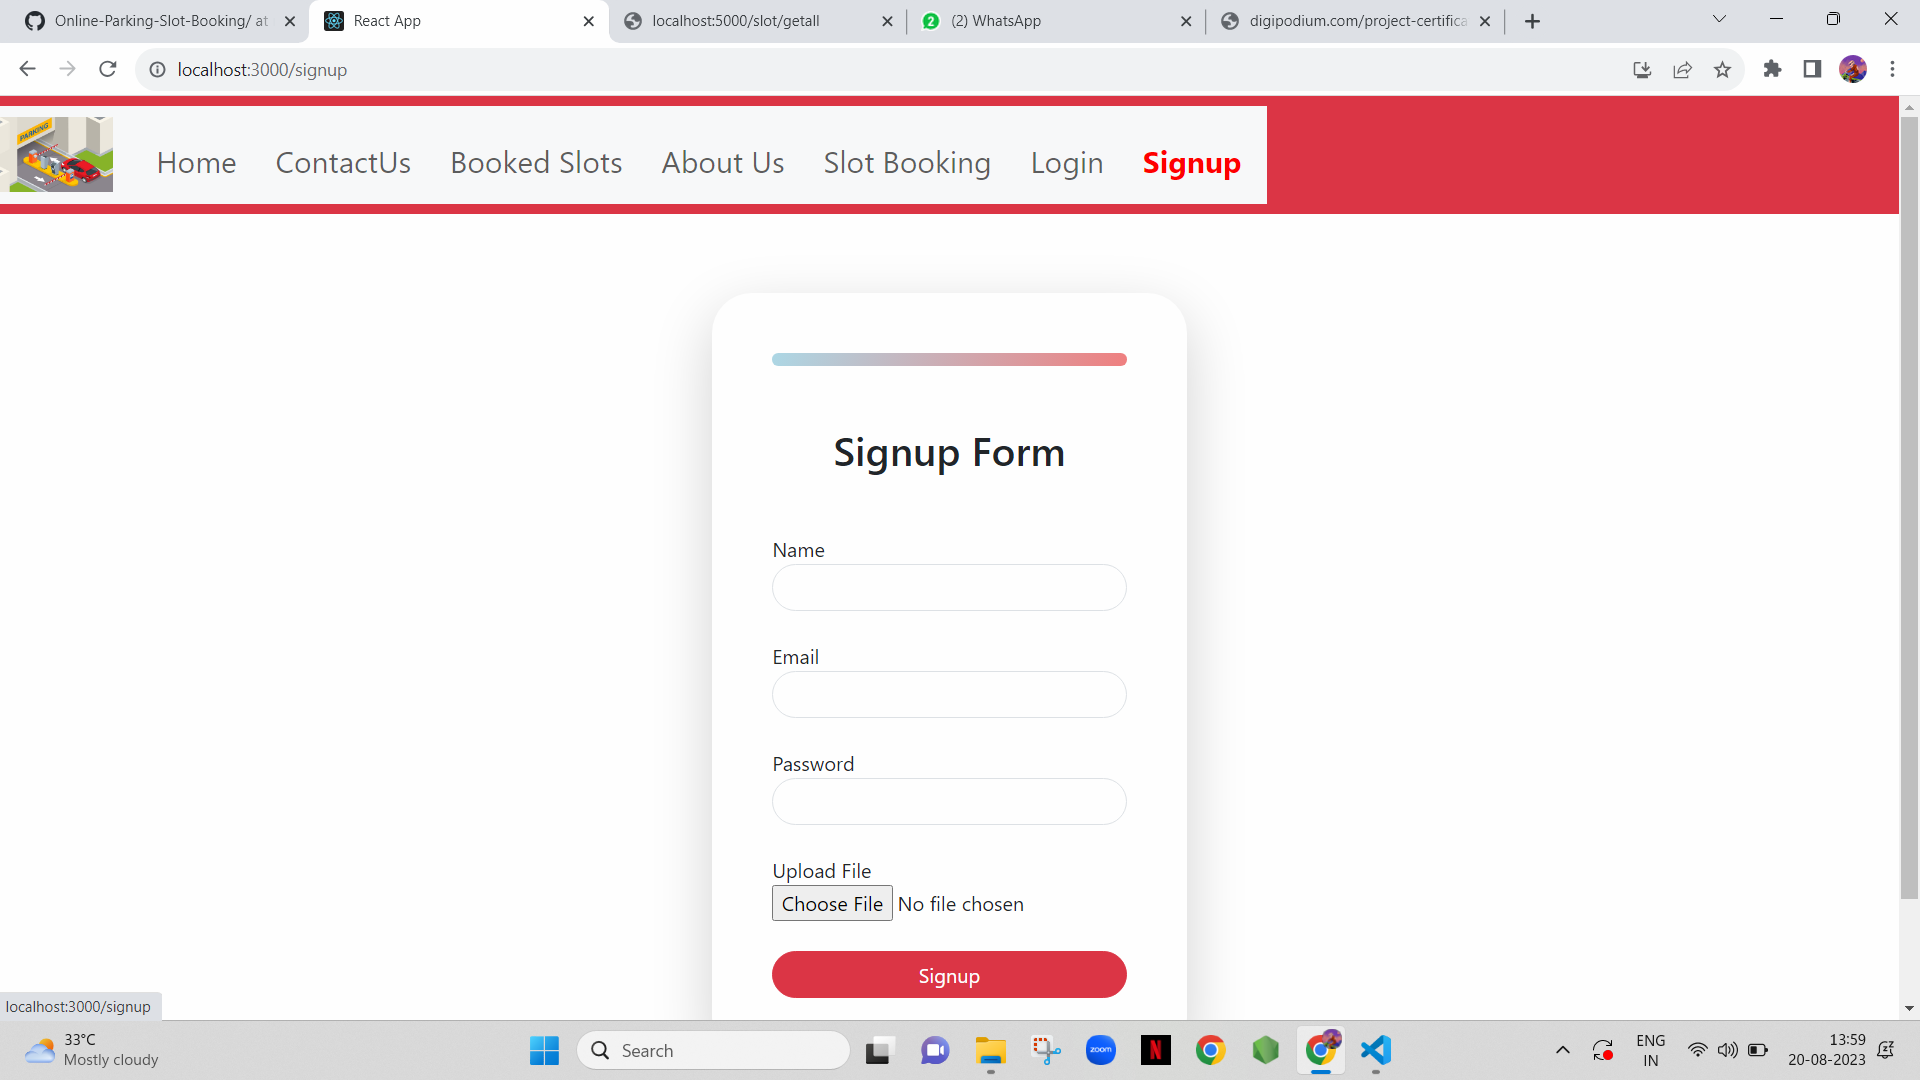 Online-Parking-Slot-Booking/ at
React App
localhost:5000/slot/getall
(2) WhatsApp
digipodium.com/project-certifica
localhost:3000/signup
PARKING
Home
ContactUs
Booked Slots
About Us
Slot Booking
Login
Signup
Signup Form
Name
Email
Password
Upload File
Choose File No file chosen
Signup
localhost:3000/signup
33°C
Mostly cloudy
Search
zoom
N
ENG
IN
13:59
20-08-2023